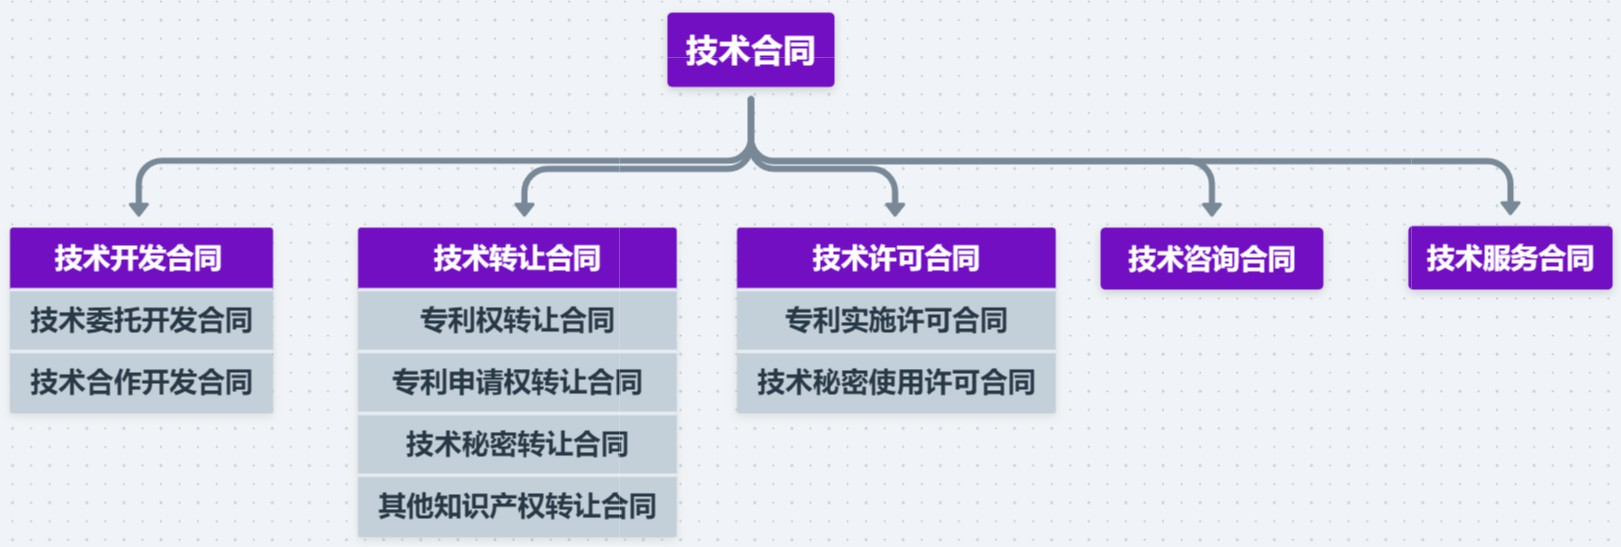 技术合同
技术开发合同
技术委托开发合同
技术合作开发合同
技术转让合同
专利权转让合同
专利申请权转让合同
技术秘密转让合同
其他知识产权转让合同
技术许可合同
专利实施许可合同
技术秘密使用许可合同
技术咨询合同
技术服务合同